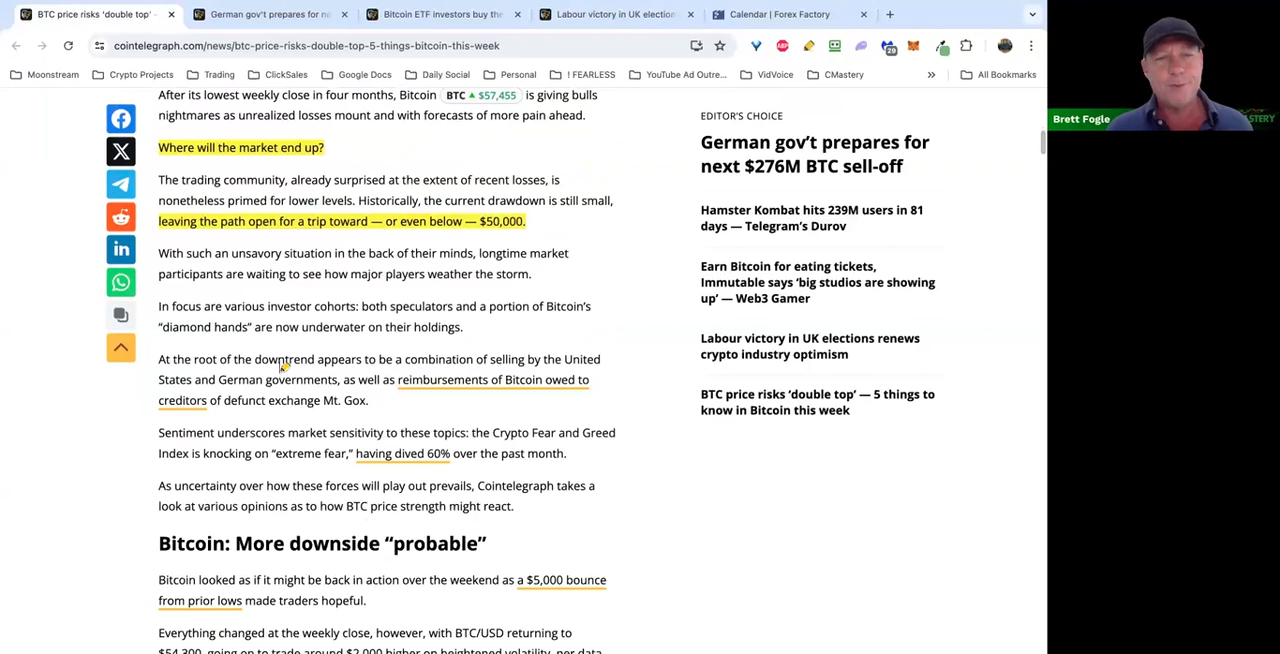 BTC price risks ‘double top’ -
German gov't prepares for ne
Bitcoin ETF investors buy the
Labour victory in UK election
Calendar | Forex Factory
cointelegraph.com/news/btc-price-risks-double-top-5-things-bitcoin-this-week
ABP
29
Moonstream
Crypto Projects
Trading
ClickSales
Google Docs
Daily Social
Personal
! FEARLESS
YouTube Ad Outre...
VidVoice
CMastery
»
All Bookmarks
After its lowest weekly close in four months, Bitcoin BTC ▲ $57,455 is giving bulls
nightmares as unrealized losses mount and with forecasts of more pain ahead.
Where will the market end up?
The trading community, already surprised at the extent of recent losses, is
nonetheless primed for lower levels. Historically, the current drawdown is still small,
leaving the path open for a trip toward — or even below — $50,000.
With such an unsavory situation in the back of their minds, longtime market
participants are waiting to see how major players weather the storm.
In focus are various investor cohorts: both speculators and a portion of Bitcoin’s
“diamond hands” are now underwater on their holdings.
At the root of the downtrend appears to be a combination of selling by the United
States and German governments, as well as reimbursements of Bitcoin owed to
creditors of defunct exchange Mt. Gox.
Sentiment underscores market sensitivity to these topics: the Crypto Fear and Greed
Index is knocking on “extreme fear,” having dived 60% over the past month.
As uncertainty over how these forces will play out prevails, Cointelegraph takes a
look at various opinions as to how BTC price strength might react.
Bitcoin: More downside “probable”
Bitcoin looked as if it might be back in action over the weekend as a $5,000 bounce
from prior lows made traders hopeful.
Everything changed at the weekly close, however, with BTC/USD returning to
$54,300, going on to trade around $2,000 higher on heightened volatility, per data
EDITOR’S CHOICE
German gov’t prepares for
next $276M BTC sell-off
Hamster Kombat hits 239M users in 81
days — Telegram’s Durov
Earn Bitcoin for eating tickets,
Immutable says ‘big studios are showing
up’ — Web3 Gamer
Labour victory in UK elections renews
crypto industry optimism
BTC price risks ‘double top’ — 5 things to
know in Bitcoin this week
Brett Fogle